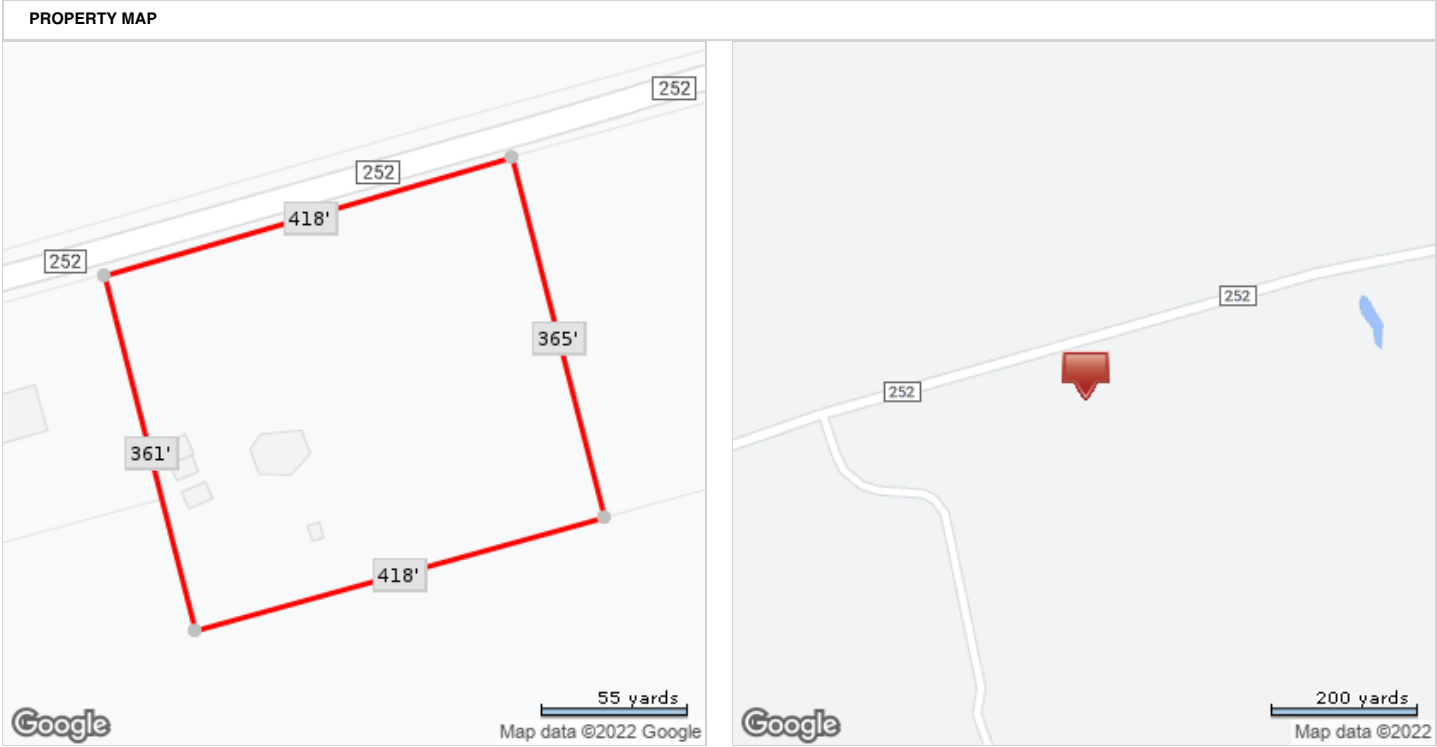 PROPERTY MAP
252
252
418'
252
365'
361'
418'
55 yards
Google
Map data ©2022 Google
252
252
200 yards
Google
Map data ©2022